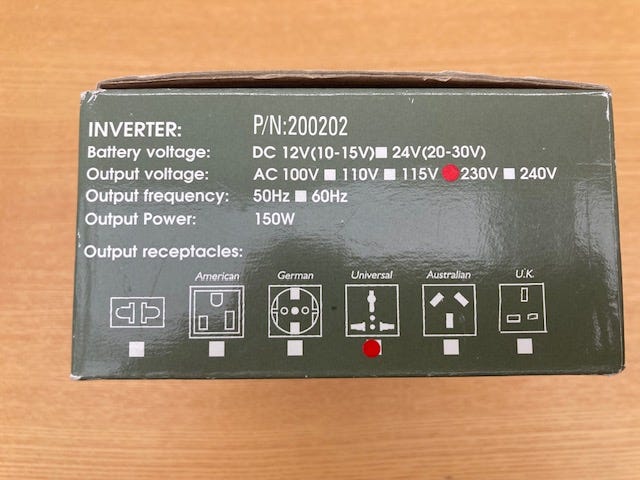 INVERTER: P/N:200202
Battery voltage: DC 12V(10-15V) 24V(20-30V)
Output voltage: AC 100V 110V 115V 230V 240V
Output frequency: 50Hz 60Hz
Output Power: 150W
Output receptacles:
American German Universal Australian U.K.